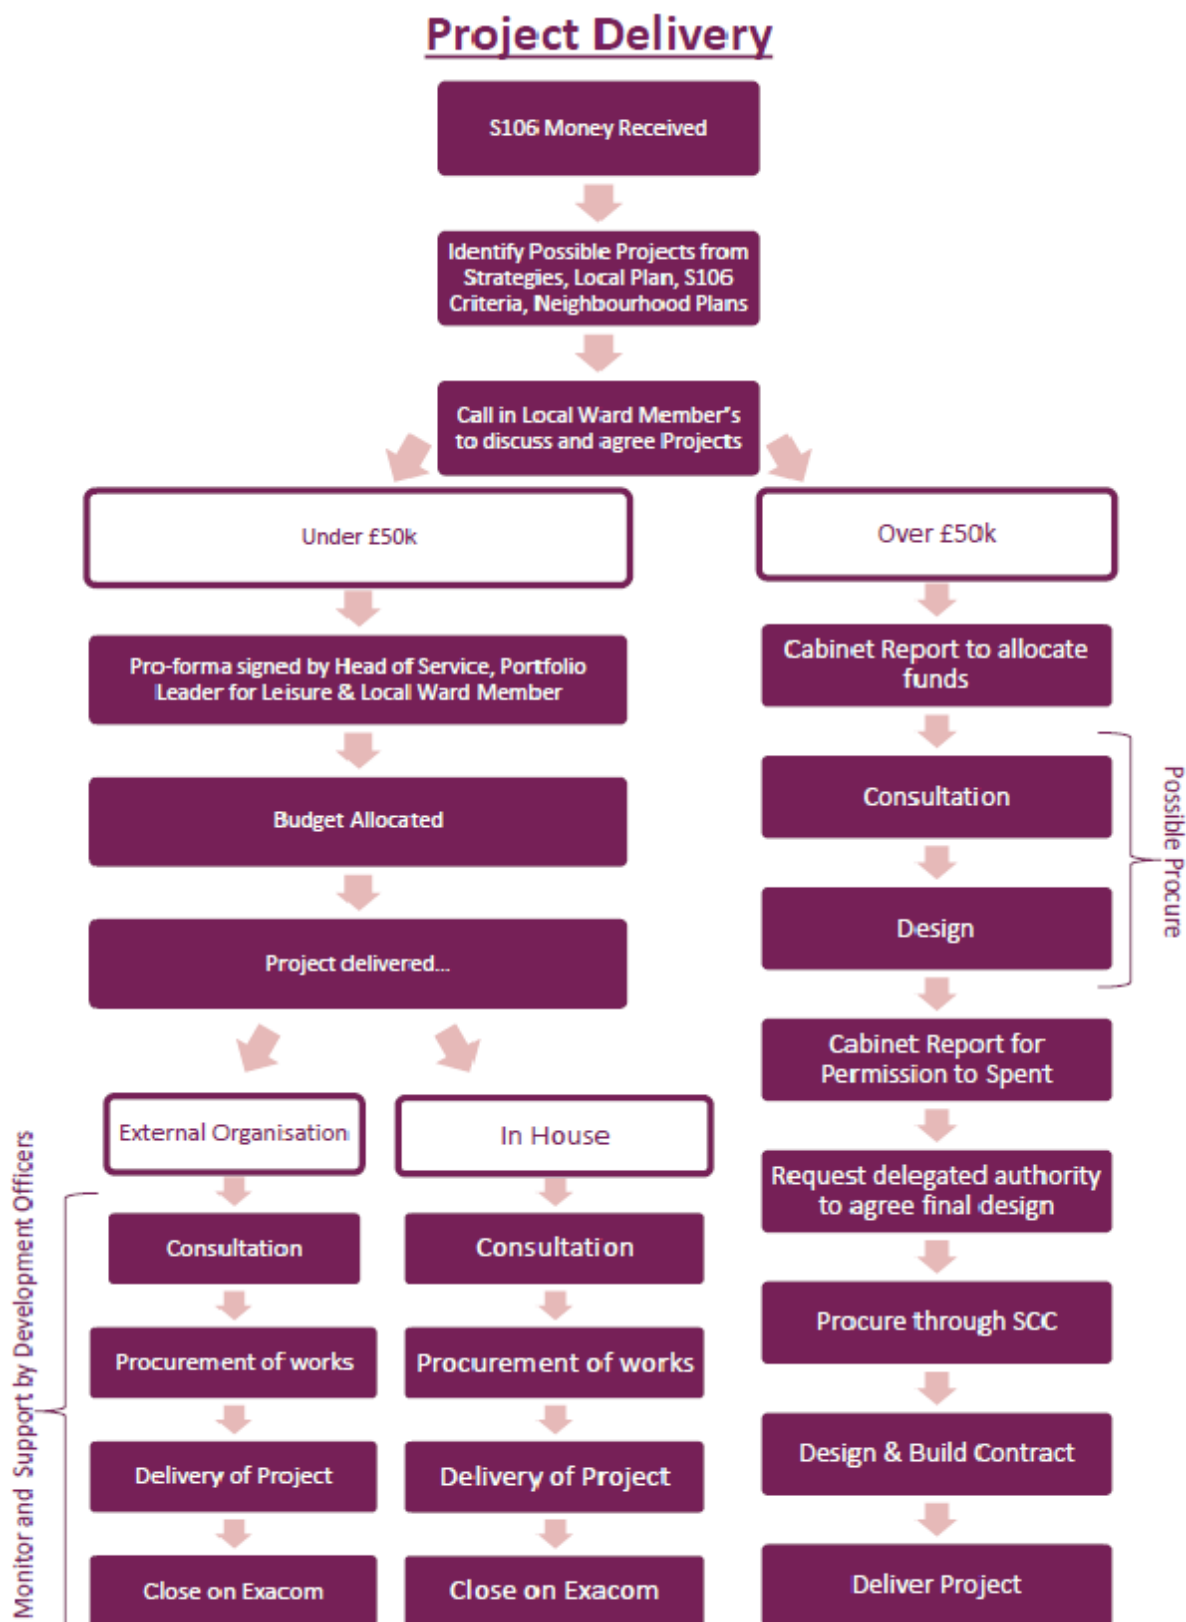 Project Delivery
S106 Money Received
Identify Possible Projects from
Strategies, Local Plan, S106
Criteria, Neighbourhood Plans
Call in Local Ward Member's
to discuss and agree Projects
Under £50k
Pro-forma signed by Head of Service, Portfolio
Leader for Leisure & Local Ward Member
Budget Allocated
Project delivered...
External Organisation
Consultation
Procurement of works
Delivery of Project
Close on Exacom
Monitor and Support by Development Officers
In House
Consultation
Procurement of works
Delivery of Project
Close on Exacom
Over £50k
Cabinet Report to allocate
funds
Consultation
Design
Possible Procure
Cabinet Report for
Permission to Spent
Request delegated authority
to agree final design
Procure through SCC
Design & Build Contract
Deliver Project